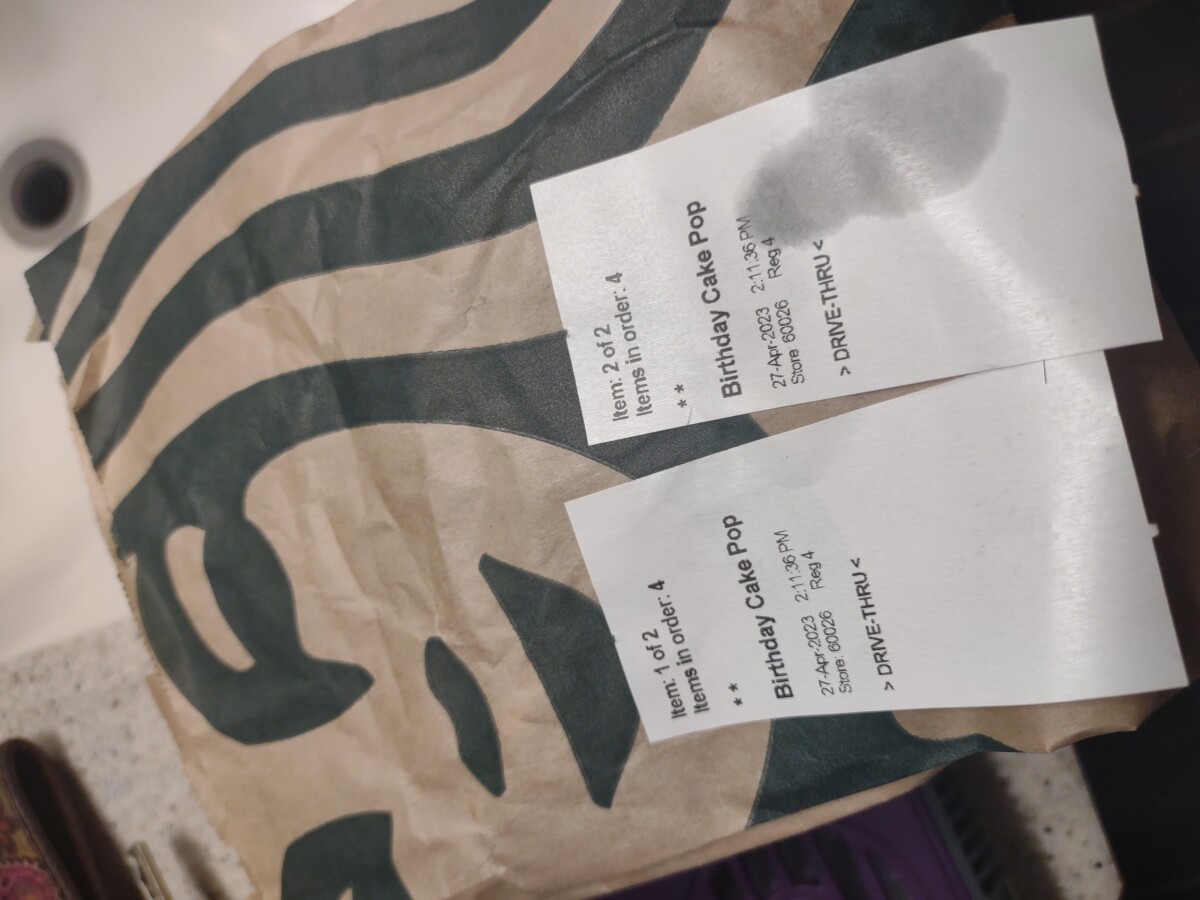 Item: 2 of 2
Items in order: 4
* *
Birthday Cake Pop
27-Apr-2023 2:11:36 PM
Store: 60026 Reg 4
> DRIVE-THRU <
Item: 1 of 2
Items in order: 4
* *
Birthday Cake Pop
27-Apr-2023 2:11:36 PM
Store: 60026 Reg 4
> DRIVE-THRU <